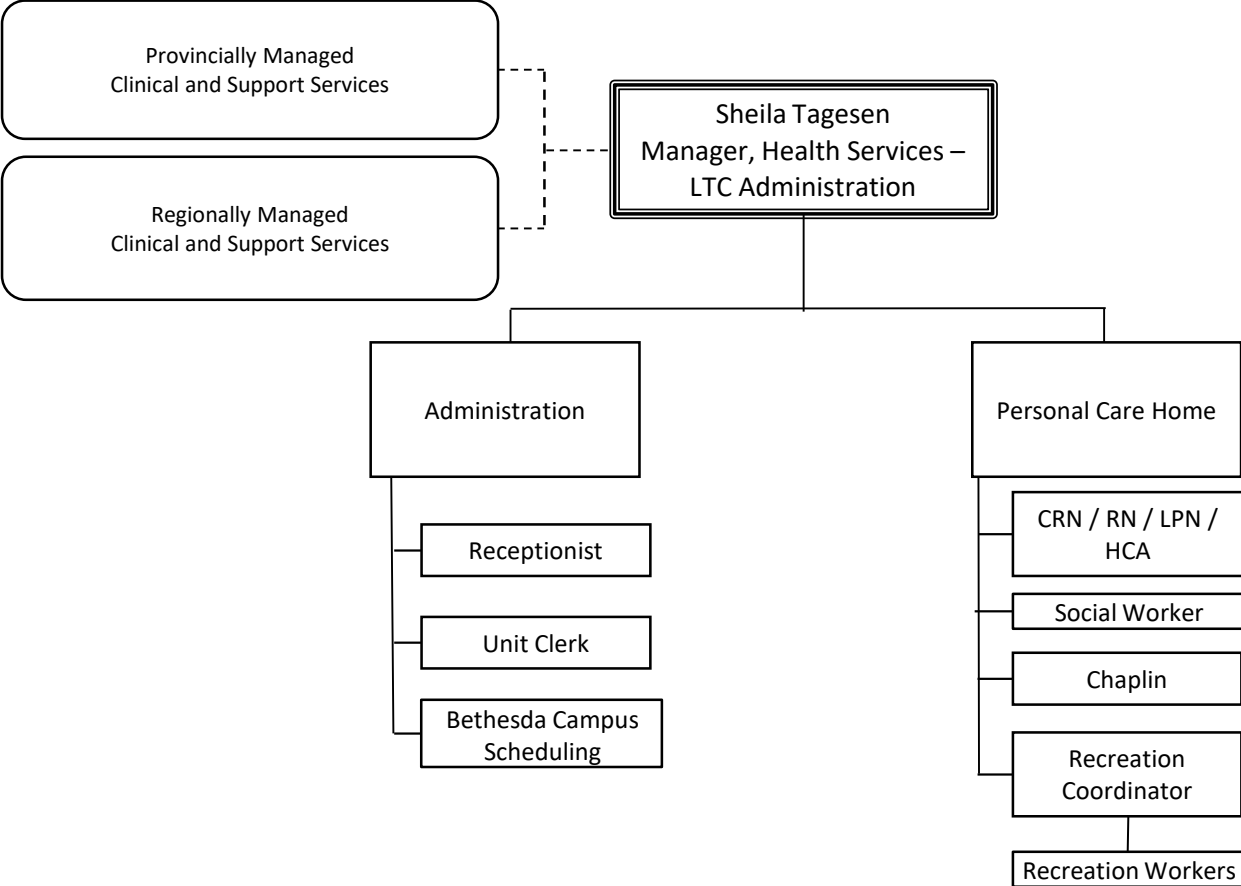 Provincially Managed
Clinical and Support Services
Sheila Tagesen
Manager, Health Services –
LTC Administration
Regionally Managed
Clinical and Support Services
Administration
Receptionist
Unit Clerk
Bethesda Campus
Scheduling
Personal Care Home
CRN / RN / LPN /
HCA
Social Worker
Chaplin
Recreation
Coordinator
Recreation Workers